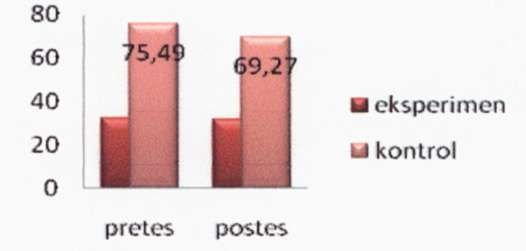 80
60
40
20
0
75,49
69,27
pretes
postes
eksperimen
kontrol